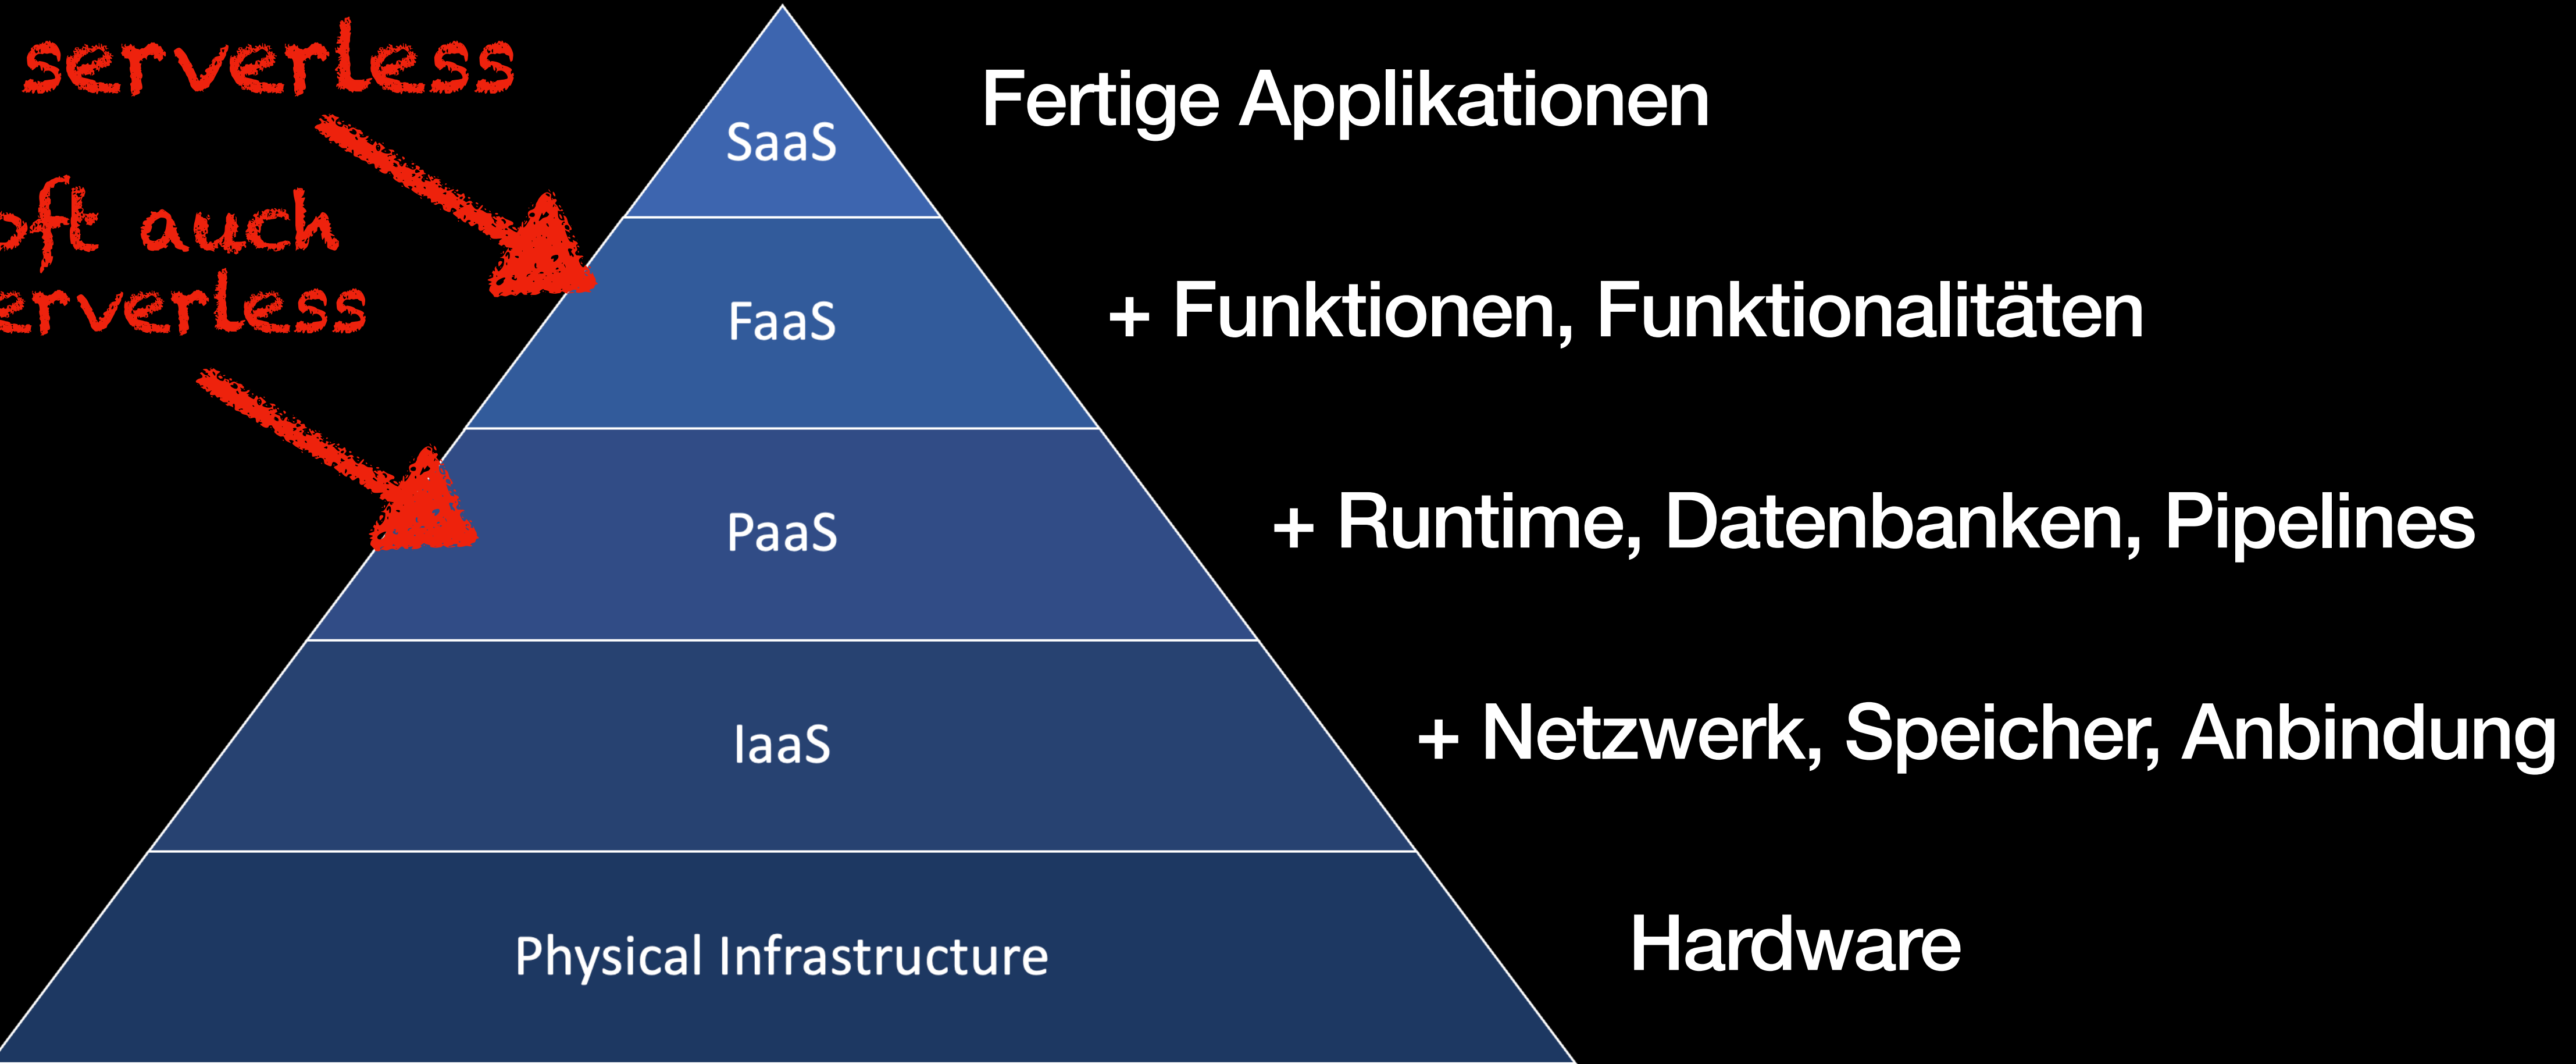 serverless
oft auch
serverless
SaaS
Fertige Applikationen
FaaS
+ Funktionen, Funktionalitäten
PaaS
+ Runtime, Datenbanken, Pipelines
IaaS
+ Netzwerk, Speicher, Anbindung
Physical Infrastructure
Hardware